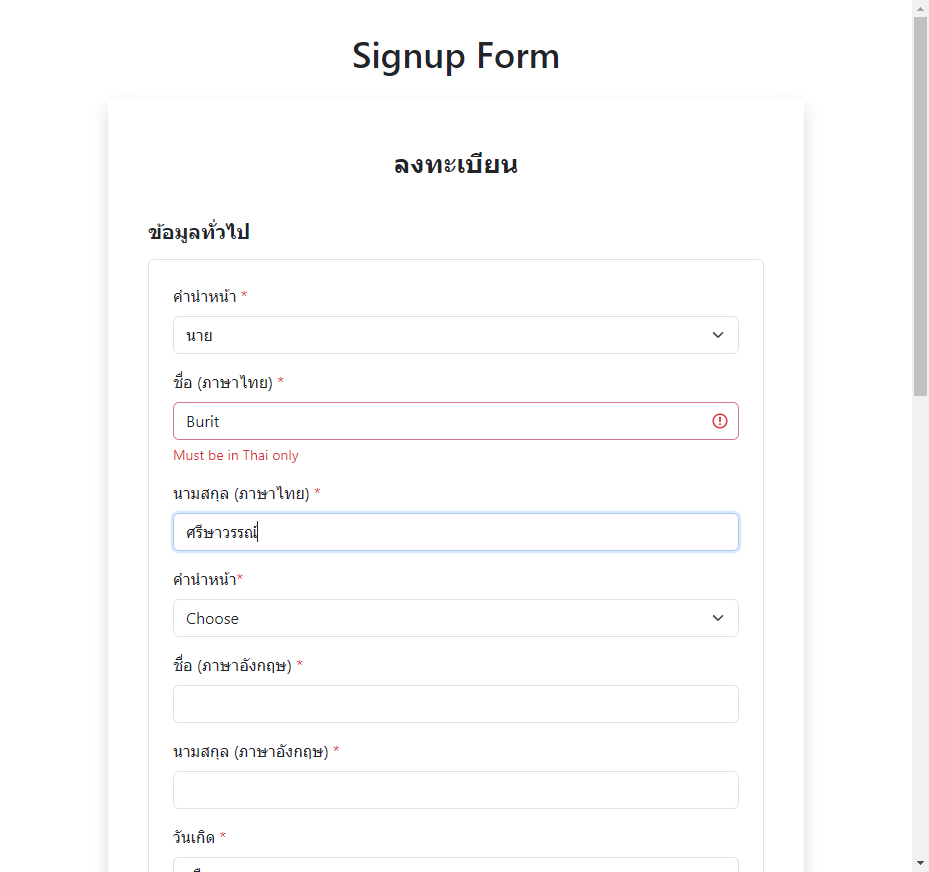 Signup Form
ลงทะเบียน
ข้อมูลทั่วไป
คำนำหน้า *
นาย
ชื่อ (ภาษาไทย) *
Burit
Must be in Thai only
นามสกุล (ภาษาไทย) *
ศรีษาวรรณ์
คำนำหน้า*
Choose
ชื่อ (ภาษาอังกฤษ) *
นามสกุล (ภาษาอังกฤษ) *
วันเกิด *